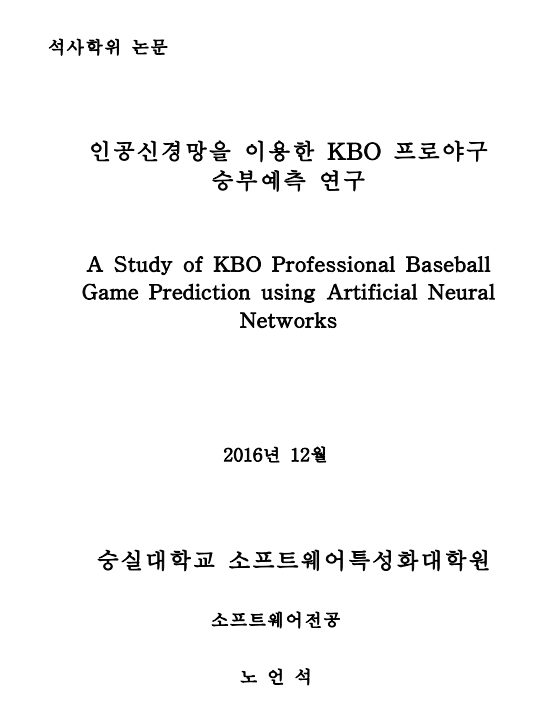 석사학위 논문
인공신경망을 이용한 KBO 프로야구
승부예측 연구
A Study of KBO Professional Baseball
Game Prediction using Artificial Neural
Networks
2016년 12월
숭실대학교 소프트웨어특성화대학원
소프트웨어전공
노 언 석